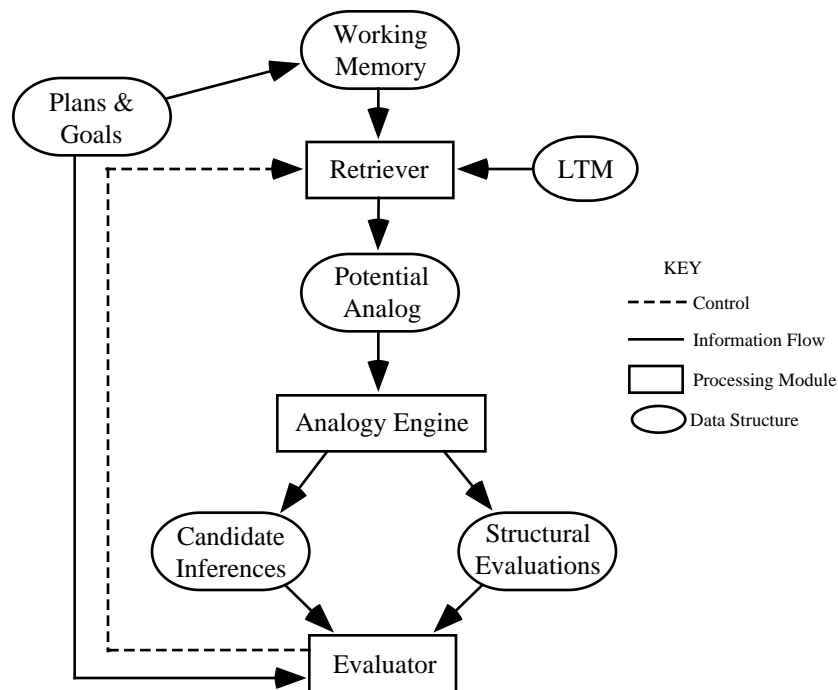 Working
Memory
Plans &
Goals
Retriever
LTM
Potential
Analog
KEY
Control
Information Flow
Processing Module
Data Structure
Analogy Engine
Candidate
Inferences
Structural
Evaluations
Evaluator